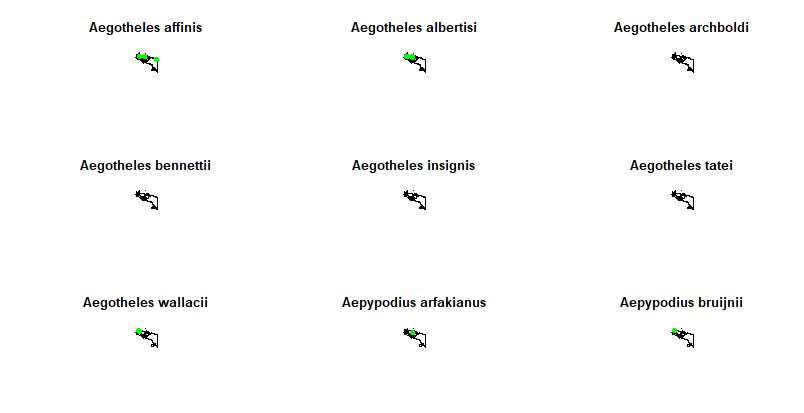 Aegotheles affinis
Aegotheles albertisi
Aegotheles archboldi
Aegotheles bennettii
Aegotheles insignis
Aegotheles tatei
Aegotheles wallacii
Aepypodius arfakianus
Aepypodius bruijnii